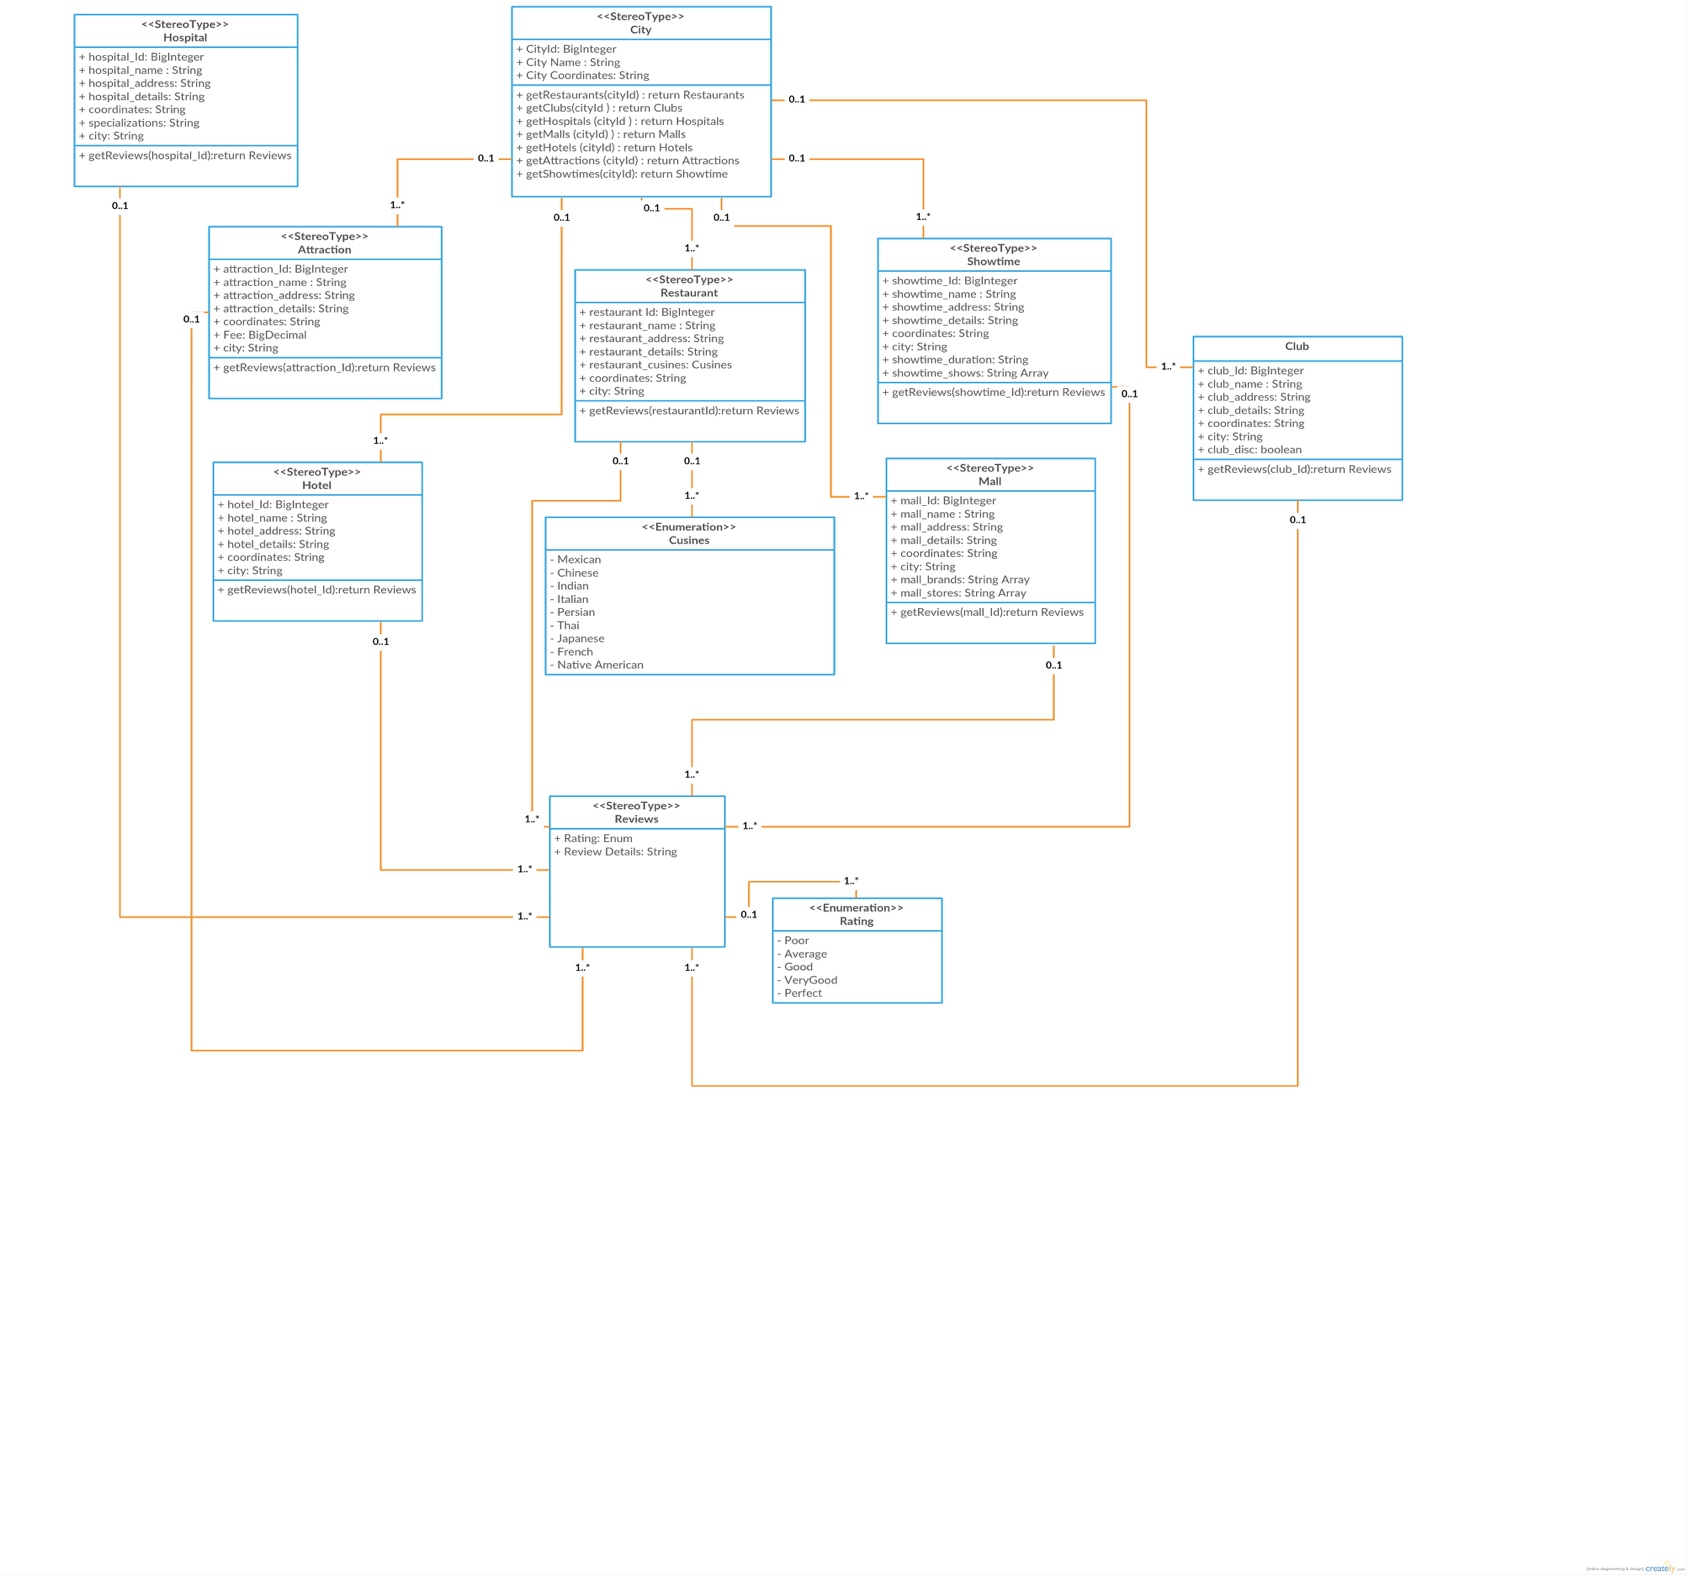 <<StereoType>>
Hospital
+ hospital_Id: BigInteger
+ hospital_name : String
+ hospital_address: String
+ hospital_details: String
+ coordinates: String
+ specializations: String
+ city: String
+ getReviews(hospital_Id):return Reviews
0..1
<<StereoType>>
City
+ CityId: BigInteger
+ City Name : String
+ City Coordinates: String
+ getRestaurants(cityId) : return Restaurants
+ getClubs(cityId ) : return Clubs
+ getHospitals (cityId ) : return Hospitals
+ getMalls (cityId) ) : return Malls
+ getHotels (cityId) : return Hotels
+ getAttractions (cityId) : return Attractions
+ getShowtimes(cityId): return Showtime
0..1
0..1
0..1
0..1
0..1
0..1
1..*
1..*
1..*
<<StereoType>>
Attraction
+ attraction_Id: BigInteger
+ attraction_name : String
+ attraction_address: String
+ attraction_details: String
+ coordinates: String
+ Fee: BigDecimal
+ city: String
+ getReviews(attraction_Id):return Reviews
0..1
<<StereoType>>
Restaurant
+ restaurant Id: BigInteger
+ restaurant_name : String
+ restaurant_address: String
+ restaurant_details: String
+ restaurant_cusines: Cusines
+ coordinates: String
+ city: String
+ getReviews(restaurantId):return Reviews
0..1
0..1
<<StereoType>>
Showtime
+ showtime_Id: BigInteger
+ showtime_name : String
+ showtime_address: String
+ showtime_details: String
+ coordinates: String
+ city: String
+ showtime_duration: String
+ showtime_shows: String Array
+ getReviews(showtime_Id):return Reviews
0..1
1..*
Club
+ club_Id: BigInteger
+ club_name : String
+ club_address: String
+ club_details: String
+ coordinates: String
+ city: String
+ club_disc: boolean
+ getReviews(club_Id):return Reviews
0..1
1..*
<<StereoType>>
Hotel
+ hotel_Id: BigInteger
+ hotel_name : String
+ hotel_address: String
+ hotel_details: String
+ coordinates: String
+ city: String
+ getReviews(hotel_Id):return Reviews
0..1
1..*
<<Enumeration>>
Cusines
- Mexican
- Chinese
- Indian
- Italian
- Persian
- Thai
- Japanese
- French
- Native American
1..*
<<StereoType>>
Mall
+ mall_Id: BigInteger
+ mall_name : String
+ mall_address: String
+ mall_details: String
+ coordinates: String
+ city: String
+ mall_brands: String Array
+ mall_stores: String Array
+ getReviews(mall_Id):return Reviews
0..1
1..*
1..*
1..*
<<StereoType>>
Reviews
+ Rating: Enum
+ Review Details: String
1..*
1..*
0..1
1..*
1..*
1..*
<<Enumeration>>
Rating
- Poor
- Average
- Good
- VeryGood
- Perfect
[online diagramming & design] creately.com